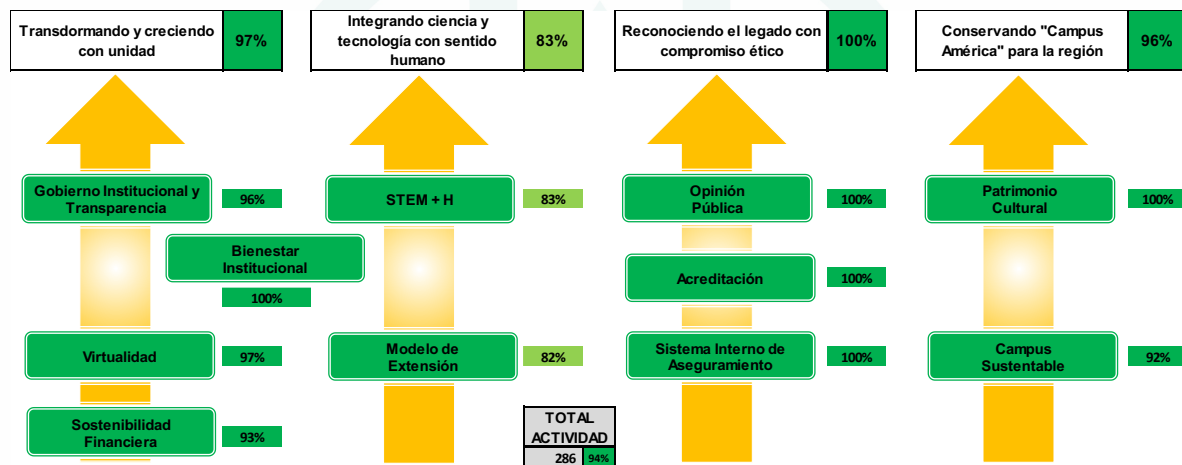 Transdormando y creciendo
con unidad
97%
Integrando ciencia y
tecnología con sentido
humano
83%
Reconociendo el legado con
compromiso ético
100%
Conservando "Campus
América" para la región
96%
Gobierno Institucional y
Transparencia
96%
STEM + H
83%
Opinión
Pública
100%
Patrimonio
Cultural
100%
Bienestar
Institucional
100%
Acreditación
100%
Virtualidad
97%
Modelo de
Extensión
82%
Sistema Interno de
Aseguramiento
100%
Campus
Sustentable
92%
Sostenibilidad
Financiera
93%
TOTAL
ACTIVIDAD
286 94%